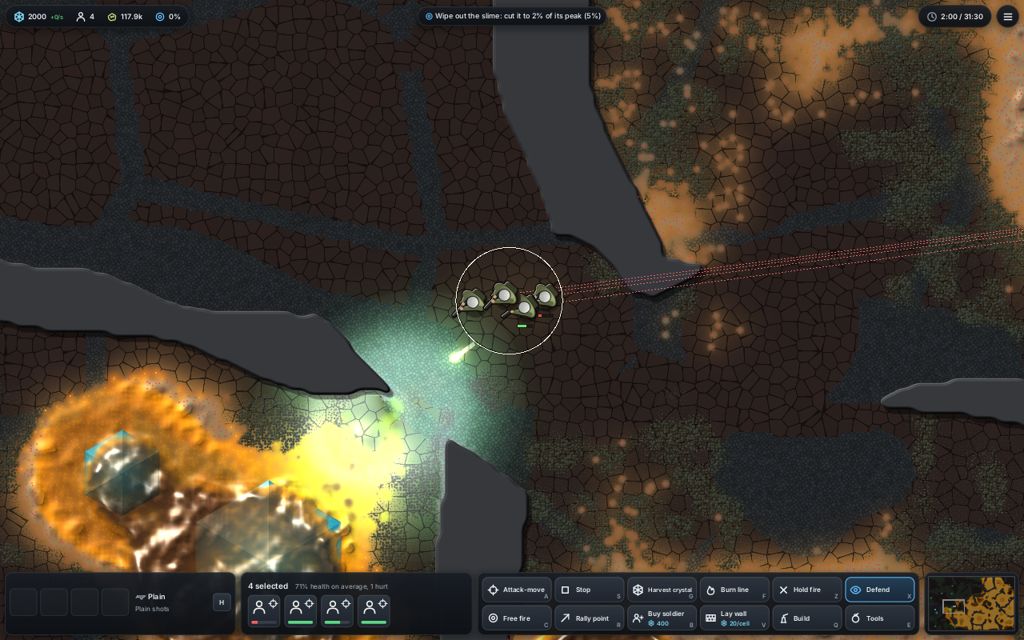 2000 +0/s 4 117.9k 0%
Wipe out the slime: cut it to 2% of its peak (5%)
2:00 / 31:30
Plain
Plain shots
H
4 selected 71% health on average, 1 hurt
Attack-move A
Stop S
Harvest crystal G
Burn line F
Hold fire Z
Defend X
Free fire C
Rally point R
Buy soldier 400 B
Lay wall 20/cell V
Build Q
Tools E